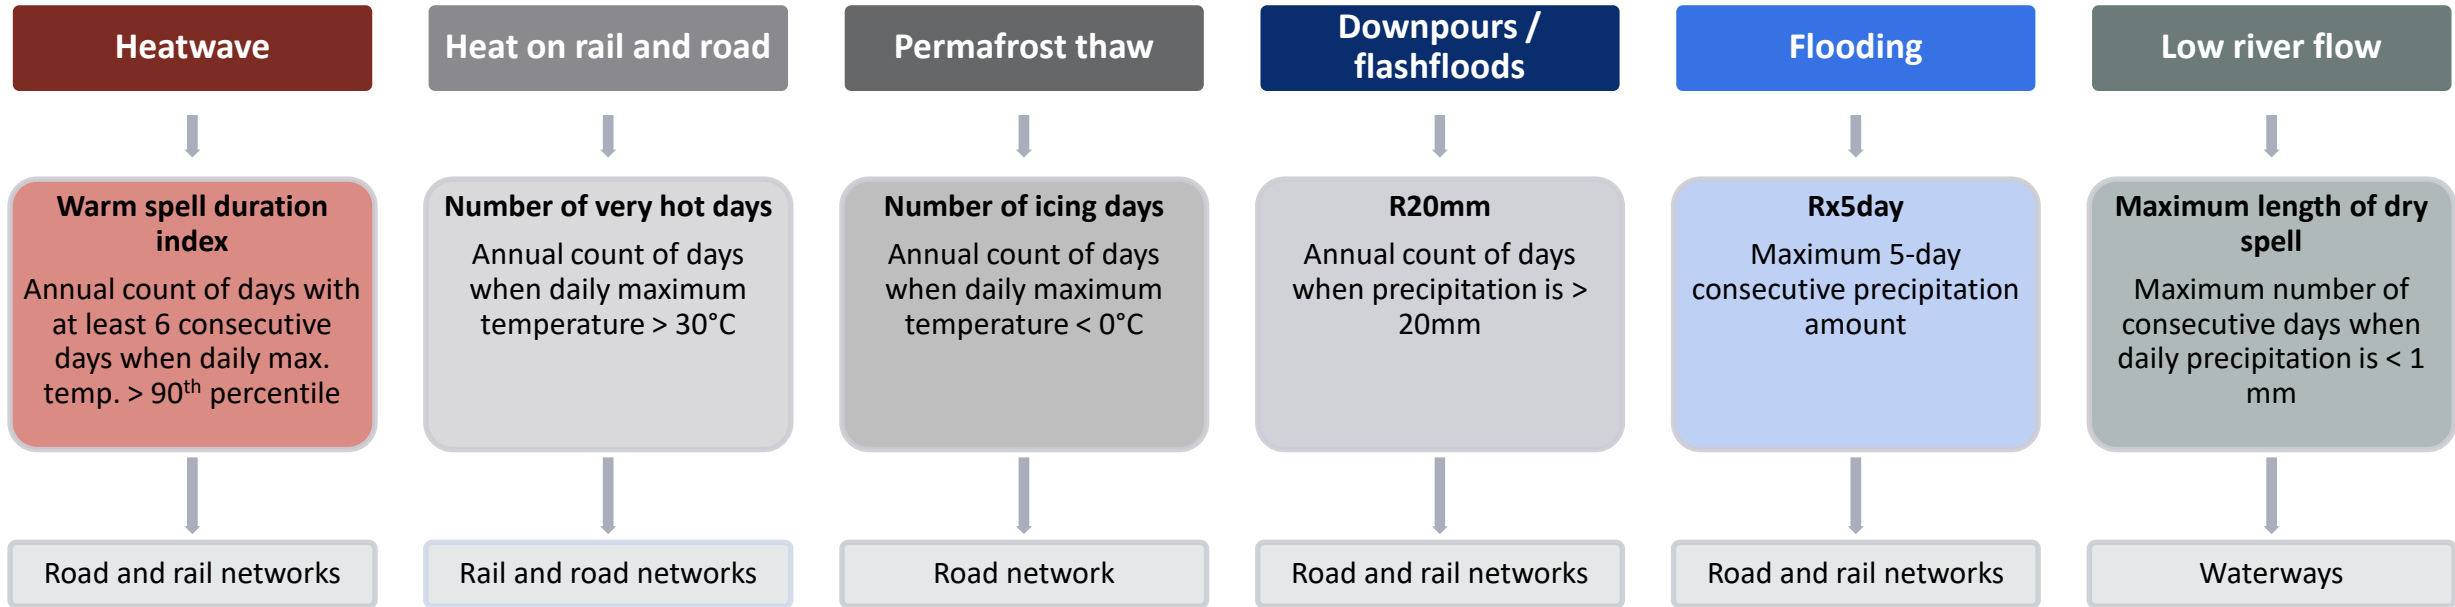 Heatwave
Heat on rail and road
Permafrost thaw
Downpours /
flashfloods
Flooding
Low river flow
Warm spell duration
index
Annual count of days with
at least 6 consecutive
days when daily max.
temp. > 90th percentile
Number of very hot days
Annual count of days
when daily maximum
temperature > 30°C
Number of icing days
Annual count of days
when daily maximum
temperature < 0°C
R20mm
Annual count of days
when precipitation is >
20mm
Rx5day
Maximum 5-day
consecutive precipitation
amount
Maximum length of dry
spell
Maximum number of
consecutive days when
daily precipitation is < 1
mm
Road and rail networks
Rail and road networks
Road network
Road and rail networks
Road and rail networks
Waterways